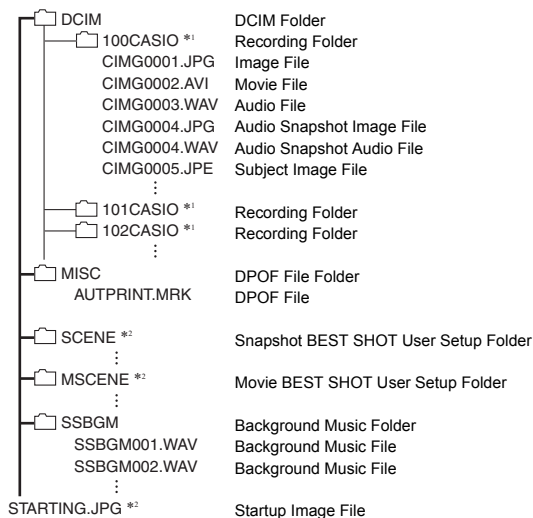 DCIM DCIM Folder
100CASIO *1 Recording Folder
CIMG0001.JPG Image File
CIMG0002.AVI Movie File
CIMG0003.WAV Audio File
CIMG0004.JPG Audio Snapshot Image File
CIMG0004.WAV Audio Snapshot Audio File
CIMG0005.JPE Subject Image File
101CASIO *1 Recording Folder
102CASIO *1 Recording Folder
MISC DPOF File Folder
AUTPRINT.MRK DPOF File
SCENE *2 Snapshot BEST SHOT User Setup Folder
MSCENE *2 Movie BEST SHOT User Setup Folder
SSBGM Background Music Folder
SSBGM001.WAV Background Music File
SSBGM002.WAV Background Music File
STARTING.JPG *2 Startup Image File